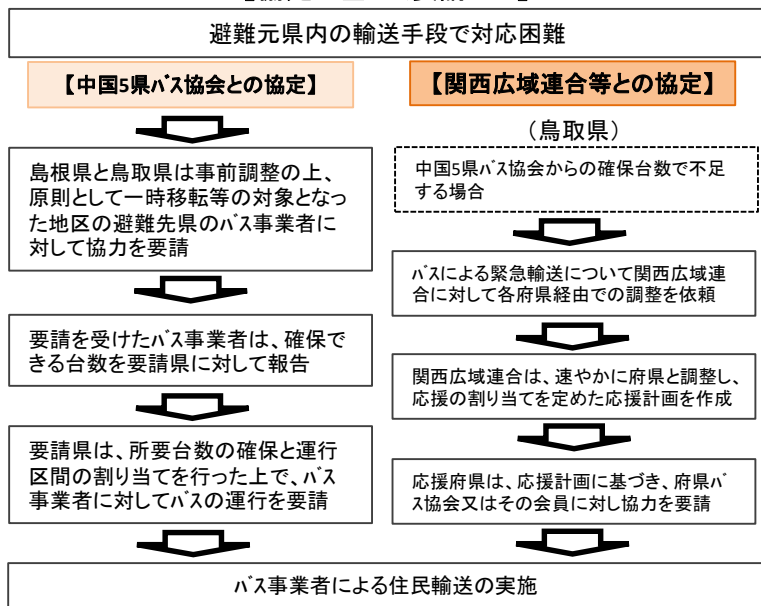 避難元県内の輸送手段で対応困難
【中国5県ﾊﾞｽ協会との協定】
島根県と鳥取県は事前調整の上、
原則として一時移転等の対象となっ
た地区の避難先県のﾊﾞｽ事業者に
対して協力を要請
要請を受けたﾊﾞｽ事業者は、確保で
きる台数を要請県に対して報告
要請県は、所要台数の確保と運行
区間の割り当てを行った上で、ﾊﾞｽ
事業者に対してﾊﾞｽの運行を要請
【関西広域連合等との協定】
（鳥取県）
中国5県ﾊﾞｽ協会からの確保台数で不足
する場合
ﾊﾞｽによる緊急輸送について関西広域連
合に対して各府県経由での調整を依頼
関西広域連合は、速やかに府県と調整し、
応援の割り当てを定めた応援計画を作成
応援府県は、応援計画に基づき、府県ﾊﾞ
ｽ協会又はその会員に対し協力を要請
ﾊﾞｽ事業者による住民輸送の実施